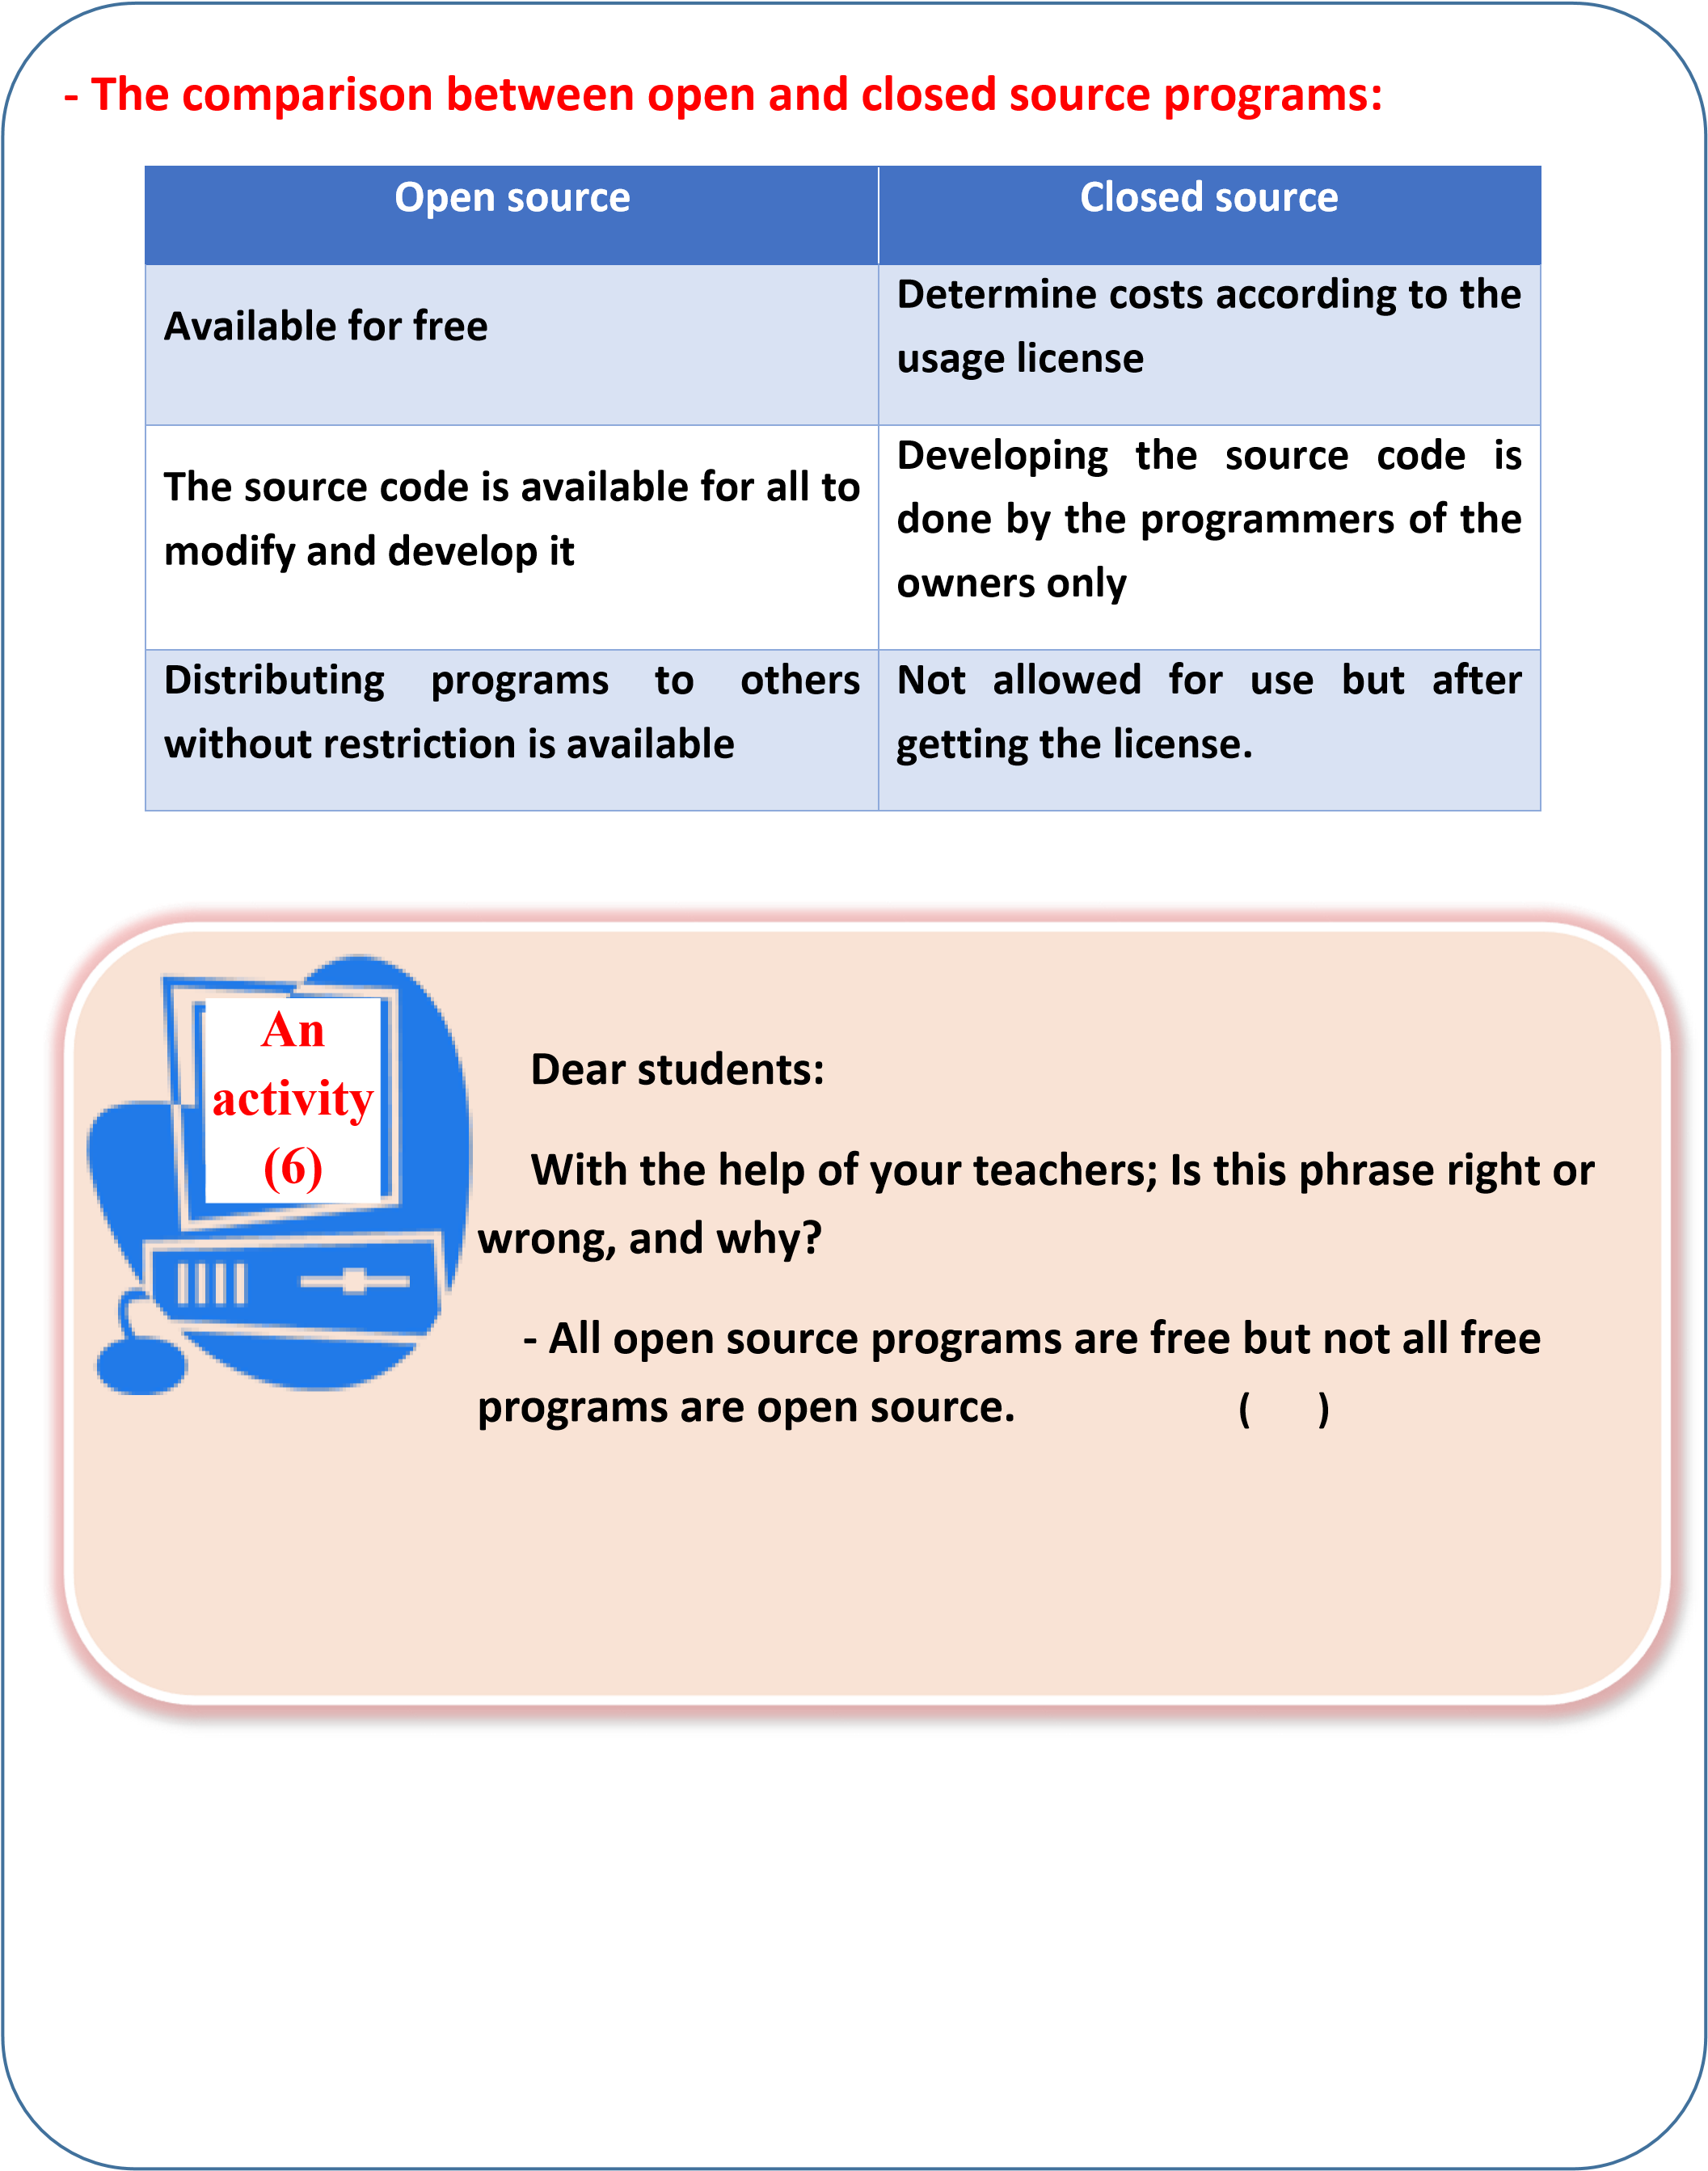 - The comparison between open and closed source programs:
Open source
Closed source
Available for free
Determine costs according to the
usage license
The source code is available for all to
modify and develop it
Developing the source code is
done by the programmers of the
owners only
Distributing programs to others
without restriction is available
Not allowed for use but after
getting the license.
An
activity
(6)
Dear students:
With the help of your teachers; Is this phrase right or
wrong, and why?
- All open source programs are free but not all free
programs are open source. ( )